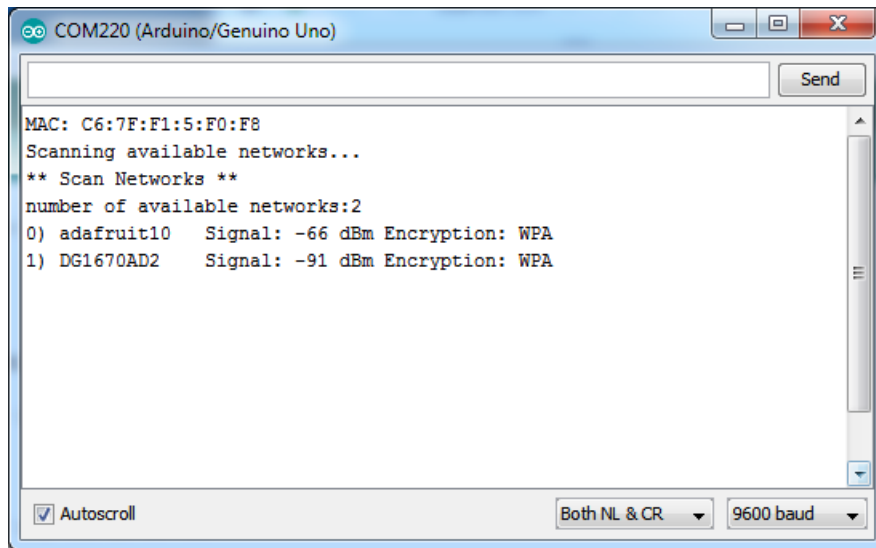 COM220 (Arduino/Genuino Uno)
Send
MAC: C6:7F:F1:5:F0:F8
Scanning available networks...
** Scan Networks **
number of available networks:2
0) adafruit10   Signal: -66 dBm Encryption: WPA
1) DG1670AD2    Signal: -91 dBm Encryption: WPA
Autoscroll   Both NL & CR   9600 baud